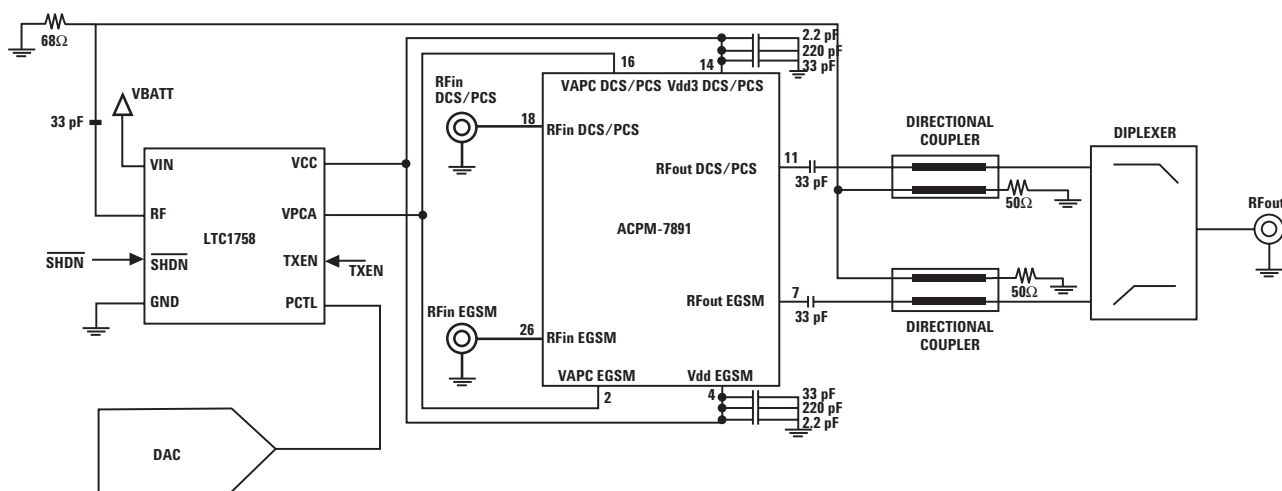 68Ω
33 pF
VBATT
VIN
RF
SHDN
SHDN
GND
LTC1758
VCC
VPCA
TXEN
TXEN
PCTL
DAC
RFin
DCS/PCS
18
RFin DCS/PCS
16
VAPC DCS/PCS
14
Vdd3 DCS/PCS
2.2 pF
220 pF
33 pF
ACPM-7891
RFout DCS/PCS
11
33 pF
RFin EGSM
26
RFin EGSM
RFout EGSM
7
33 pF
VAPC EGSM
2
Vdd EGSM
4
33 pF
220 pF
2.2 pF
DIRECTIONAL
COUPLER
50Ω
50Ω
DIRECTIONAL
COUPLER
DIPLEXER
RFout